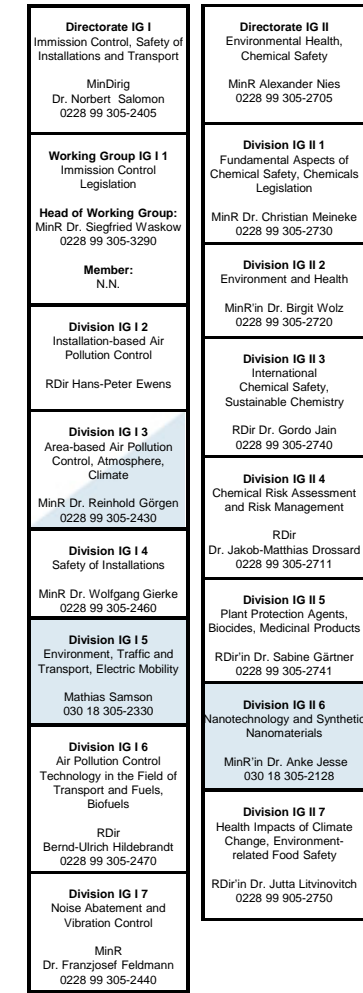 Directorate IG I
Immission Control, Safety of
Installations and Transport
MinDirig
Dr. Norbert Salomon
0228 99 305-2405
Working Group IG I 1
Immission Control
Legislation
Head of Working Group:
MinR Dr. Siegfried Waskow
0228 99 305-3290
Member:
N.N.
Division IG I 2
Installation-based Air
Pollution Control
RDir Hans-Peter Ewens
Division IG I 3
Area-based Air Pollution
Control, Atmosphere,
Climate
MinR Dr. Reinhold Görgen
0228 99 305-2430
Division IG I 4
Safety of Installations
MinR Dr. Wolfgang Gierke
0228 99 305-2460
Division IG I 5
Environment, Traffic and
Transport, Electric Mobility
Mathias Samson
030 18 305-2330
Division IG I 6
Air Pollution Control
Technology in the Field of
Transport and Fuels,
Biofuels
RDir
Bernd-Ulrich Hildebrandt
0228 99 305-2470
Division IG I 7
Noise Abatement and
Vibration Control
MinR
Dr. Franzjosef Feldmann
0228 99 305-2440
Directorate IG II
Environmental Health,
Chemical Safety
MinR Alexander Nies
0228 99 305-2705
Division IG II 1
Fundamental Aspects of
Chemical Safety, Chemicals
Legislation
MinR Dr. Christian Meineke
0228 99 305-2730
Division IG II 2
Environment and Health
MinR'in Dr. Birgit Wolz
0228 99 305-2720
Division IG II 3
International
Chemical Safety,
Sustainable Chemistry
RDir Dr. Gordo Jain
0228 99 305-2740
Division IG II 4
Chemical Risk Assessment
and Risk Management
RDir
Dr. Jakob-Matthias Drossard
0228 99 305-2711
Division IG II 5
Plant Protection Agents,
Biocides, Medicinal Products
RDir'in Dr. Sabine Gärtner
0228 99 305-2741
Division IG II 6
Nanotechnology and Synthetic
Nanomaterials
MinR'in Dr. Anke Jesse
030 18 305-2128
Division IG II 7
Health Impacts of Climate
Change, Environment-
related Food Safety
RDir'in Dr. Jutta Litvinovitch
0228 99 905-2750